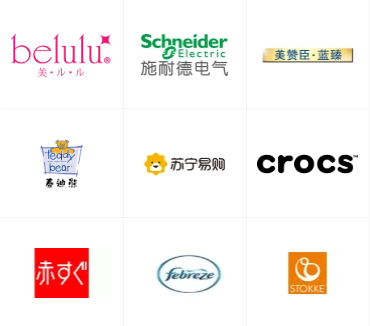 belulu®
美·ル·ル
Schneider
Electric
施耐德电气
美赞臣·蓝臻
teddy
bear
泰迪熊
苏宁易购
crocs™
赤すぐ
febreze
STOKKE